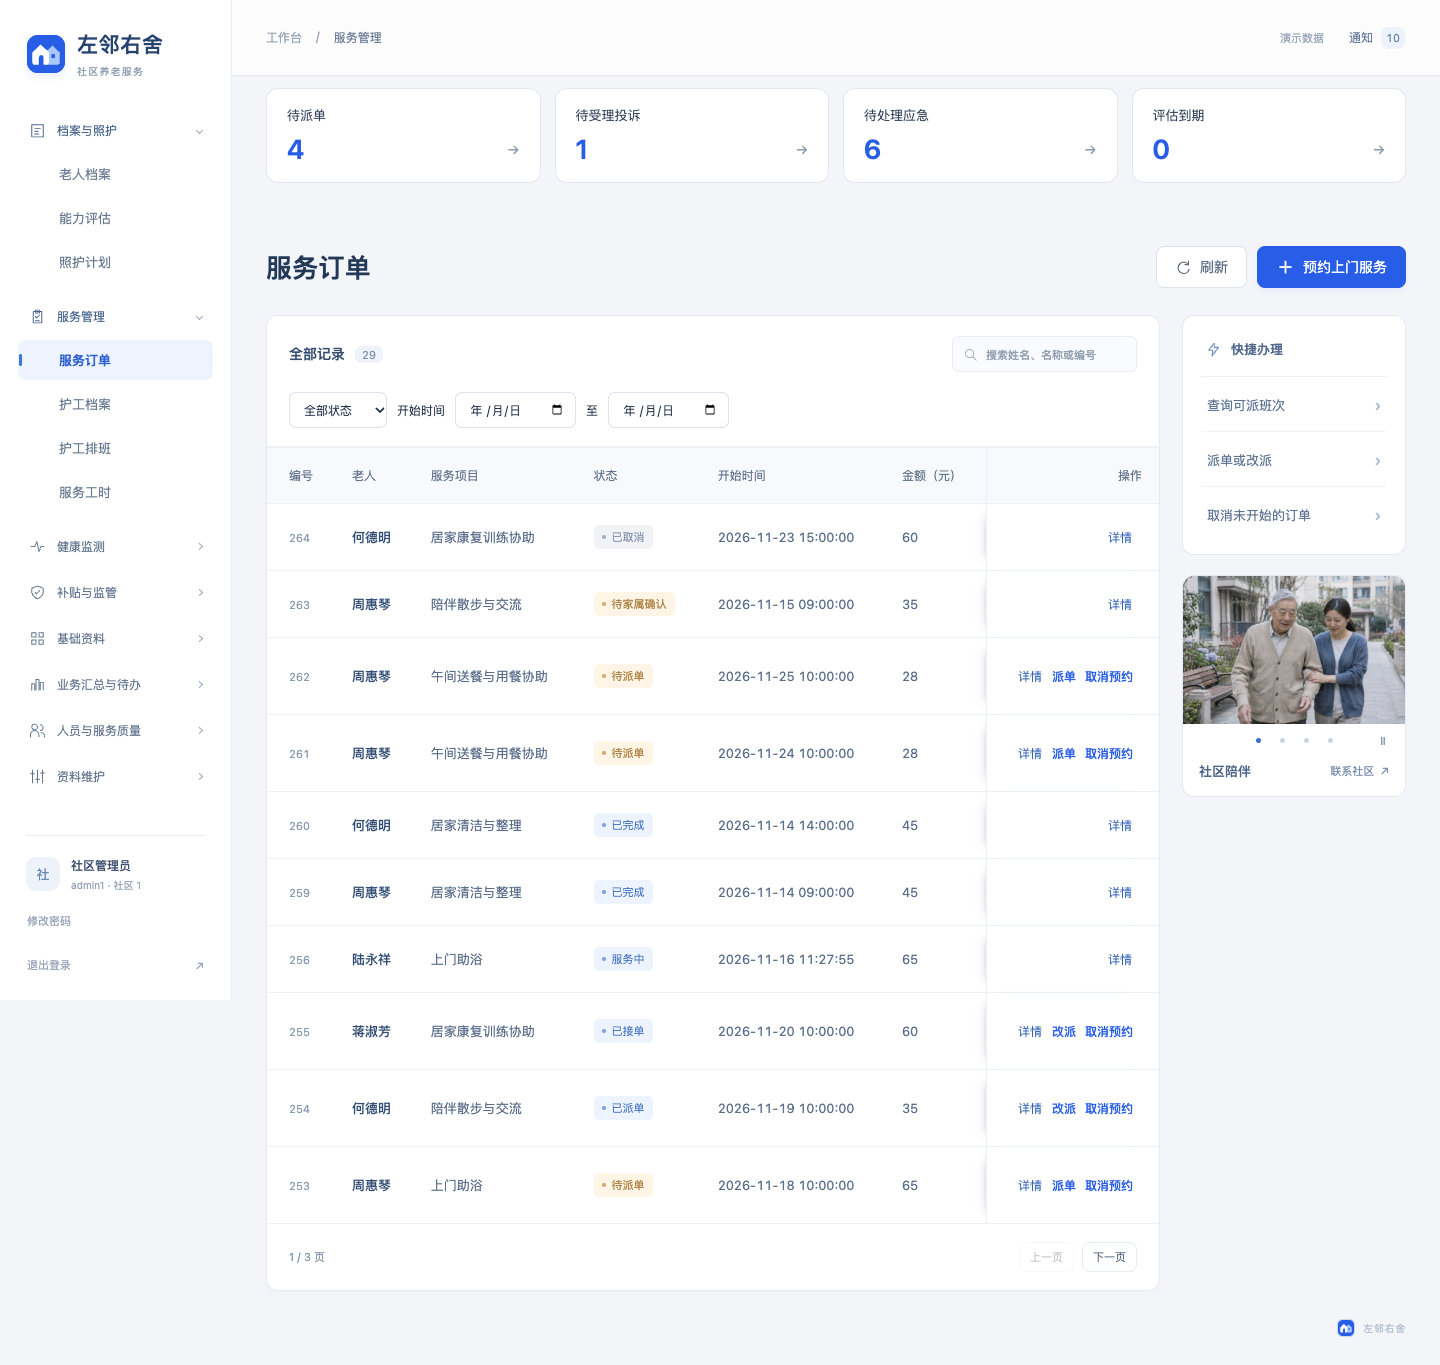 左邻右舍
社区养老服务
档案与照护
老人档案
能力评估
照护计划
服务管理
服务订单
护工档案
护工排班
服务工时
健康监测
补贴与监管
基础资料
业务汇总与待办
人员与服务质量
资料维护
社
社区管理员
admin1 · 社区 1
修改密码
退出登录
工作台 / 服务管理
演示数据 通知 10
待派单
4
待受理投诉
1
待处理应急
6
评估到期
0
服务订单
刷新
预约上门服务
全部记录 29
搜索姓名、名称或编号
全部状态 开始时间 年 /月/日 至 年 /月/日
编号 老人 服务项目 状态 开始时间 金额（元） 操作
264 何德明 居家康复训练协助 已取消 2026-11-23 15:00:00 60 详情
263 周惠琴 陪伴散步与交流 待家属确认 2026-11-15 09:00:00 35 详情
262 周惠琴 午间送餐与用餐协助 待派单 2026-11-25 10:00:00 28 详情 派单 取消预约
261 周惠琴 午间送餐与用餐协助 待派单 2026-11-24 10:00:00 28 详情 派单 取消预约
260 何德明 居家清洁与整理 已完成 2026-11-14 14:00:00 45 详情
259 周惠琴 居家清洁与整理 已完成 2026-11-14 09:00:00 45 详情
256 陆永祥 上门助浴 服务中 2026-11-16 11:27:55 65 详情
255 蒋淑芳 居家康复训练协助 已接单 2026-11-20 10:00:00 60 详情 改派 取消预约
254 何德明 陪伴散步与交流 已派单 2026-11-19 10:00:00 35 详情 改派 取消预约
253 周惠琴 上门助浴 待派单 2026-11-18 10:00:00 65 详情 派单 取消预约
1 / 3 页
上一页 下一页
快捷办理
查询可派班次
派单或改派
取消未开始的订单
社区陪伴 联系社区
左邻右舍